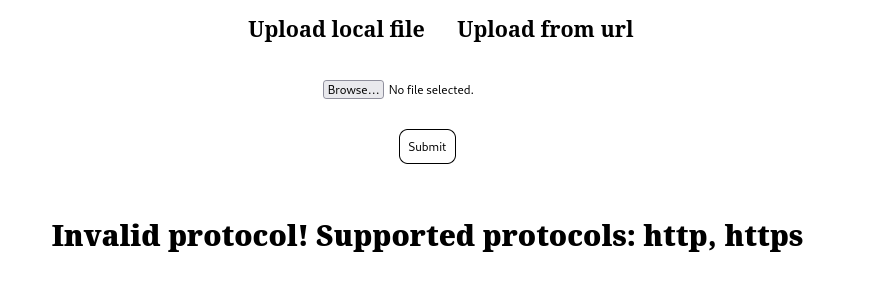 Upload local file Upload from url
Browse... No file selected.
Submit
Invalid protocol! Supported protocols: http, https